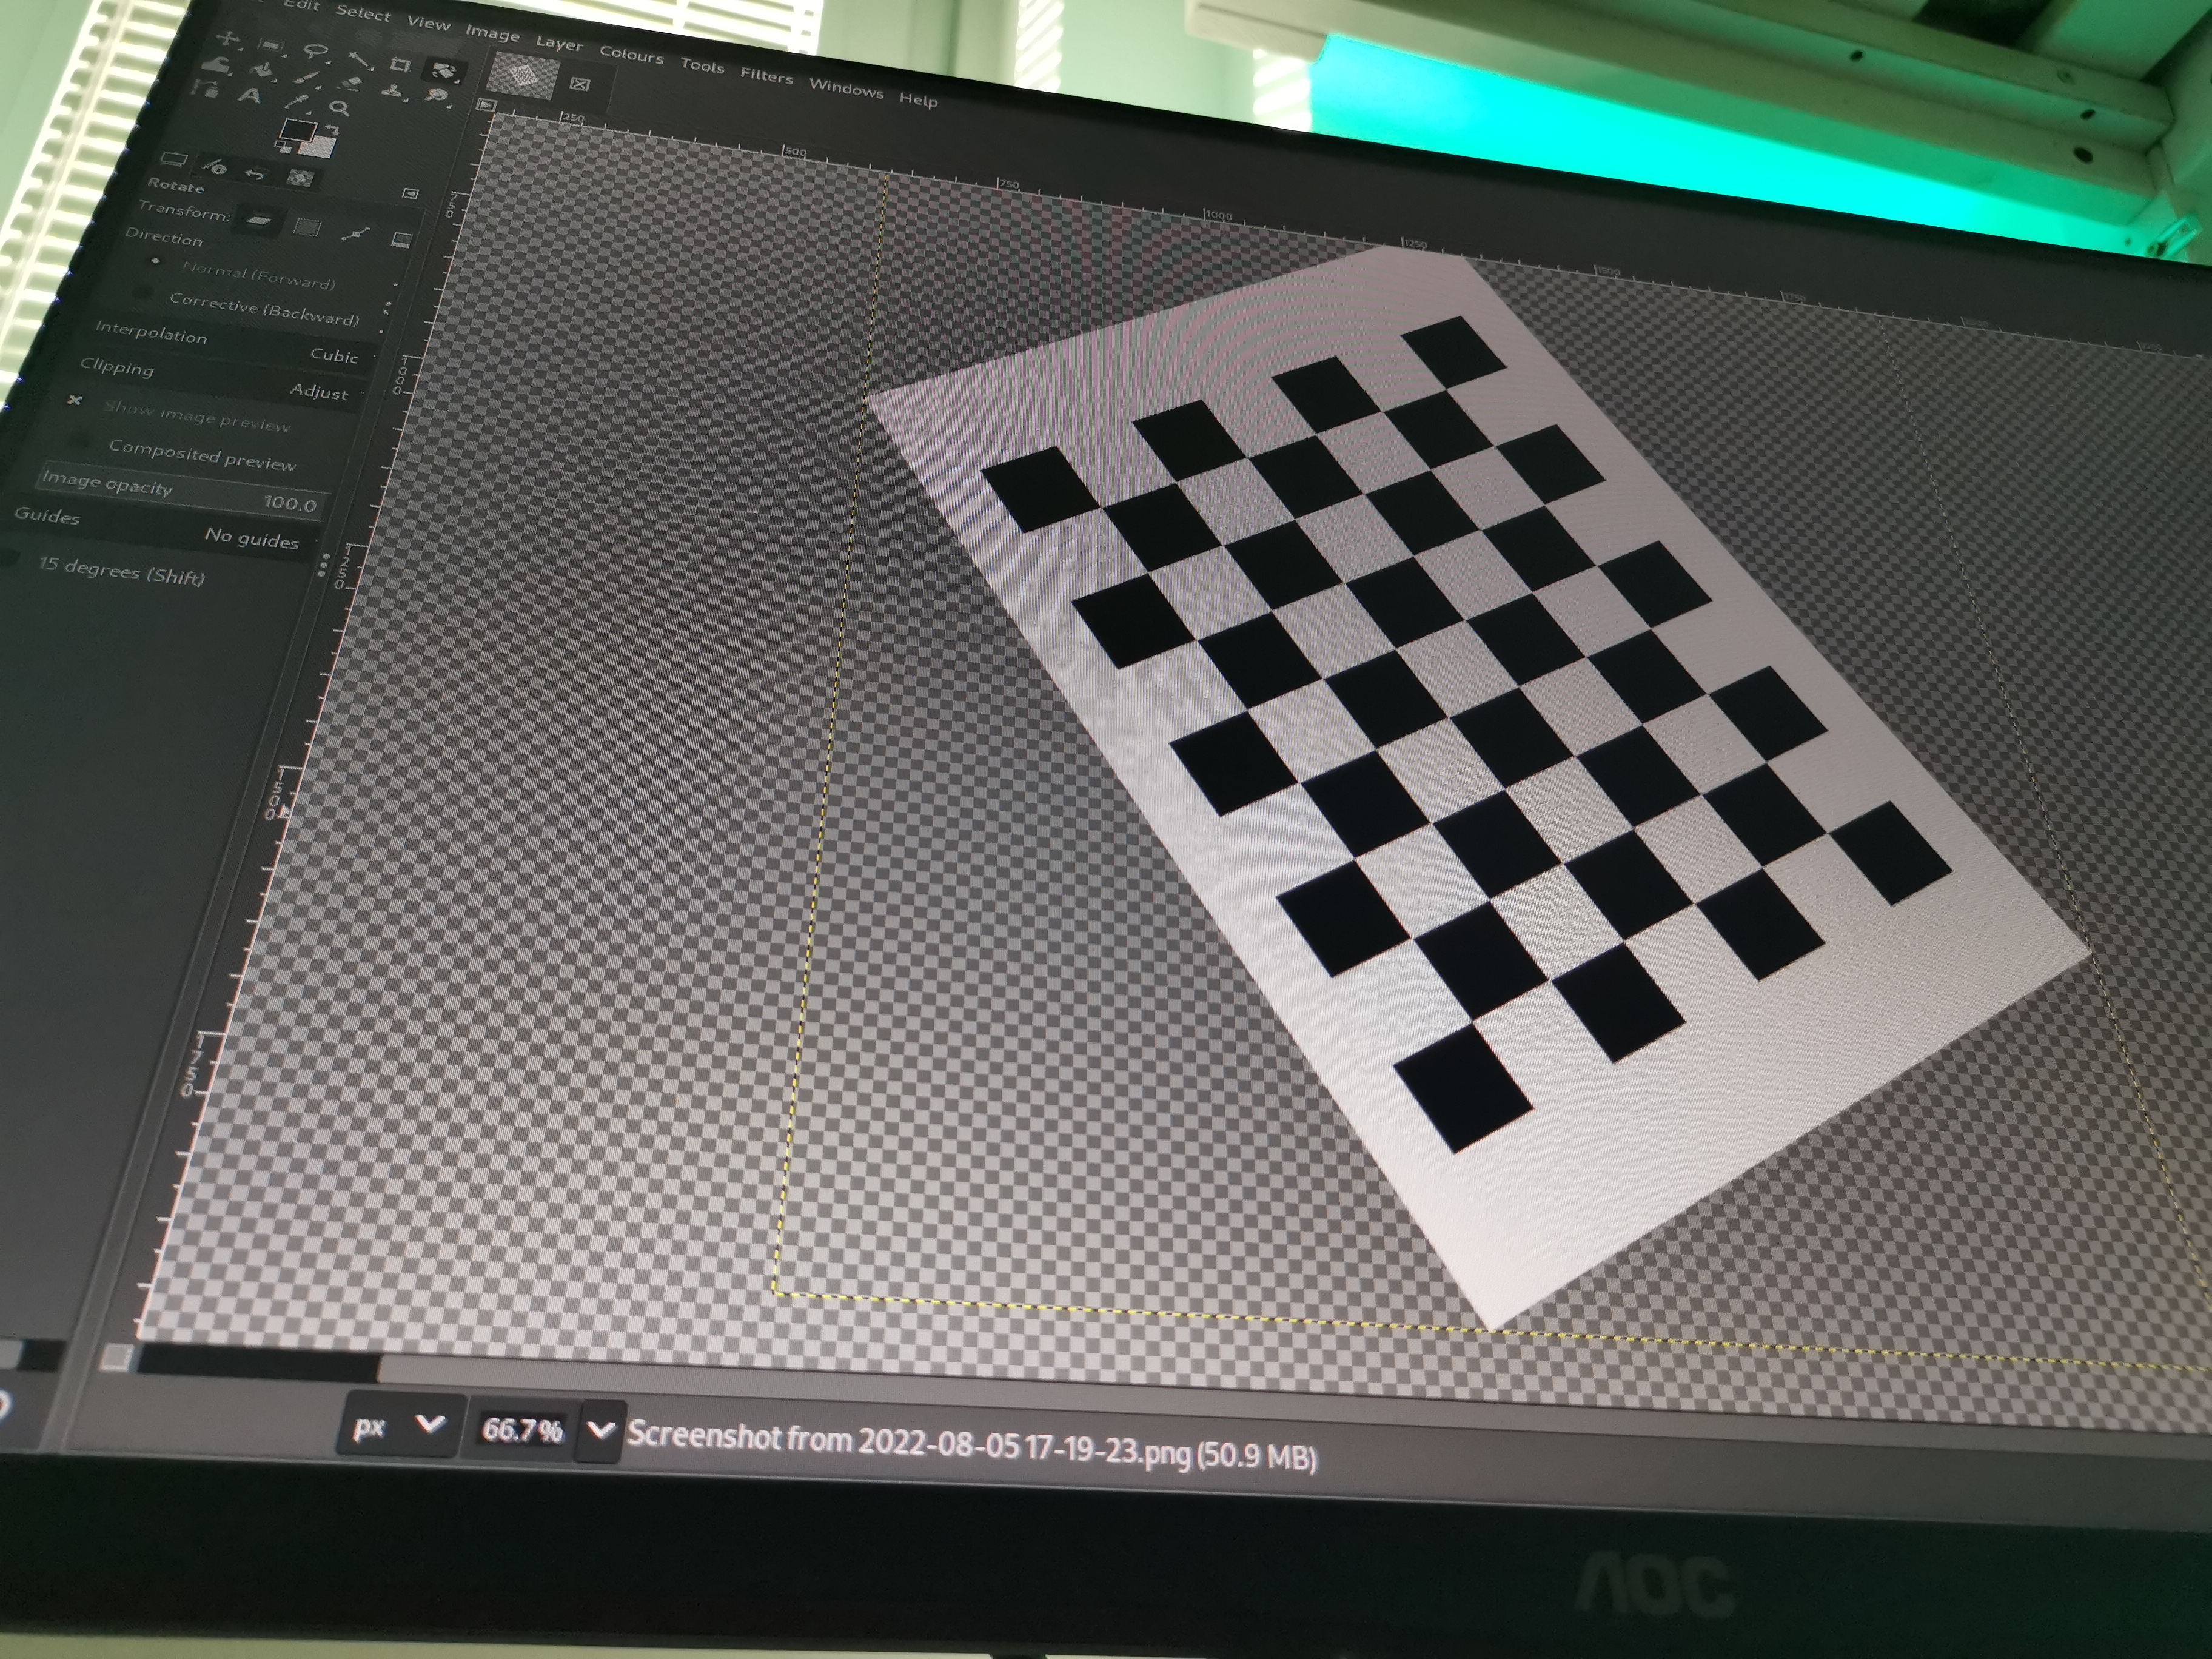 Edit Select View Image Layer Colours Tools Filters Windows Help
250 500 750 1000 1250
Rotate
Transform:
Direction
Normal (Forward)
Corrective (Backward)
Interpolation Cubic
Clipping Adjust
Show image preview
Composited preview
Image opacity 100.0
Guides No guides
15 degrees (Shift)
750
1000
1250
1500
1750
px 66.7% Screenshot from 2022-08-05 17-19-23.png (50.9 MB)
AOC